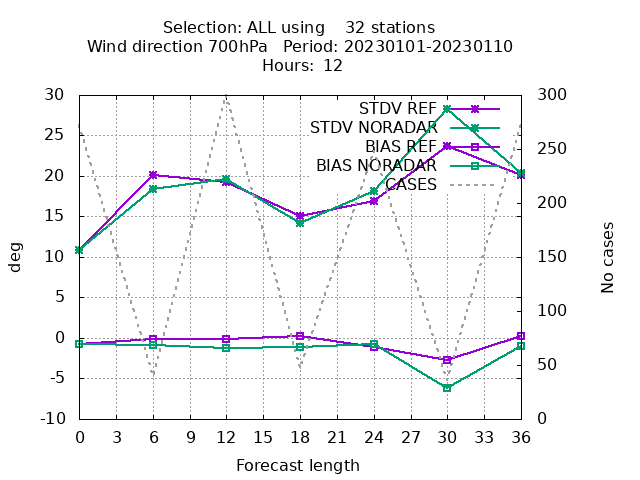 Selection: ALL using    32 stations
Wind direction 700hPa   Period: 20230101-20230110
Hours:  12
30
25
20
15
10
5
0
-5
-10
deg
300
250
200
150
100
50
0
No cases
STDV REF
STDV NORADAR
BIAS REF
BIAS NORADAR
CASES
0 3 6 9 12 15 18 21 24 27 30 33 36
Forecast length